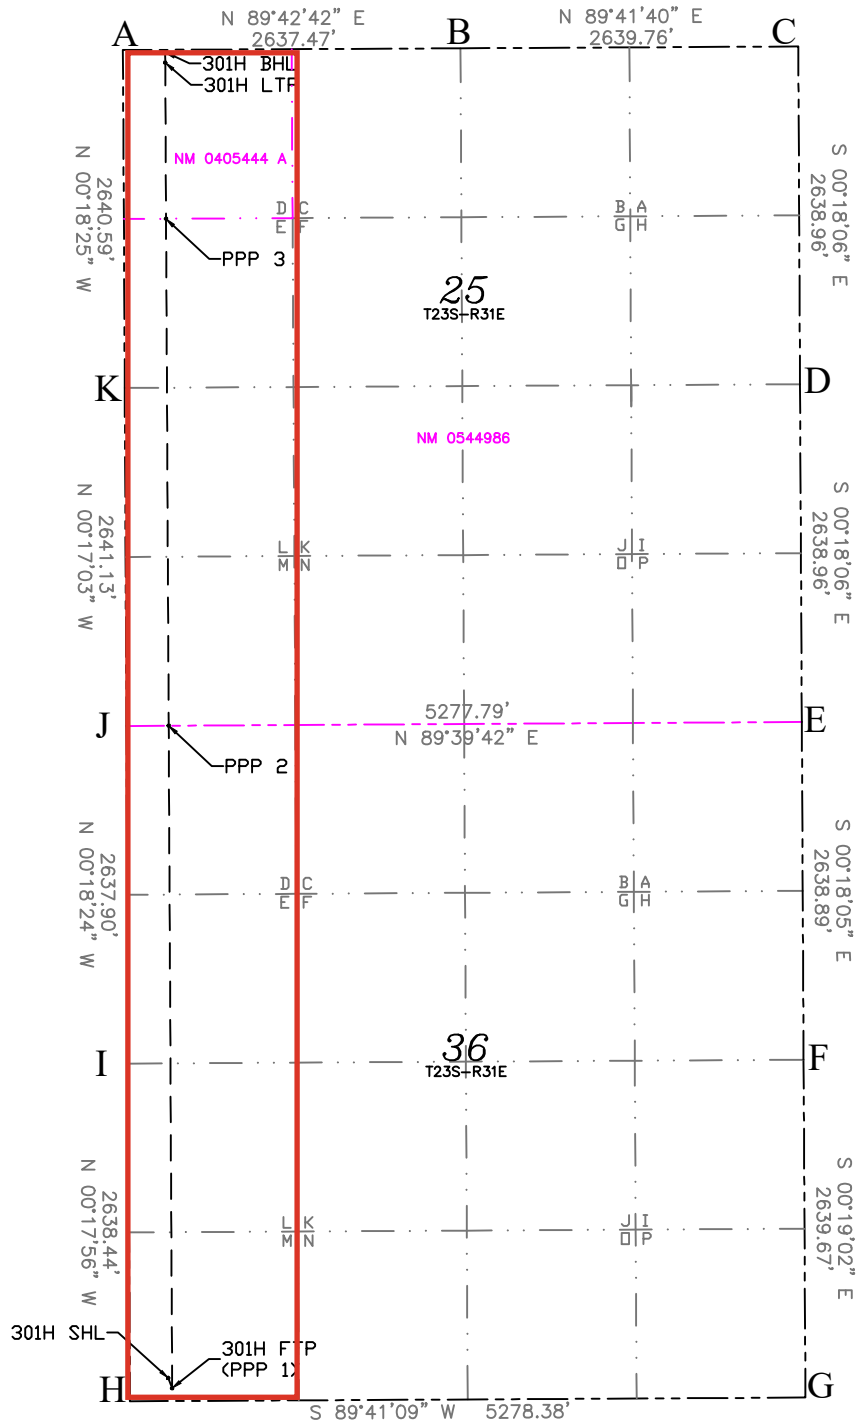 A
N 89°42'42" E
2637.47'
B
N 89°41'40" E
2639.76'
C
301H BHL
301H LTP
NM 0405444 A
N 00°18'25" W
2640.59'
S 00°18'06" E
2638.96'
D C
E F
B A
G H
PPP 3
25
T23S-R31E
K
D
NM 0544986
N 00°17'03" W
2641.13'
S 00°18'06" E
2638.96'
L K
M N
J I
O P
J
5277.79'
N 89°39'42" E
E
PPP 2
N 00°18'24" W
2637.90'
S 00°18'05" E
2638.89'
D C
E F
B A
G H
36
T23S-R31E
I
F
N 00°17'56" W
2638.44'
S 00°19'02" E
2639.67'
L K
M N
J I
O P
301H SHL
301H FTP
(PPP 1)
H
G
S 89°41'09" W 5278.38'